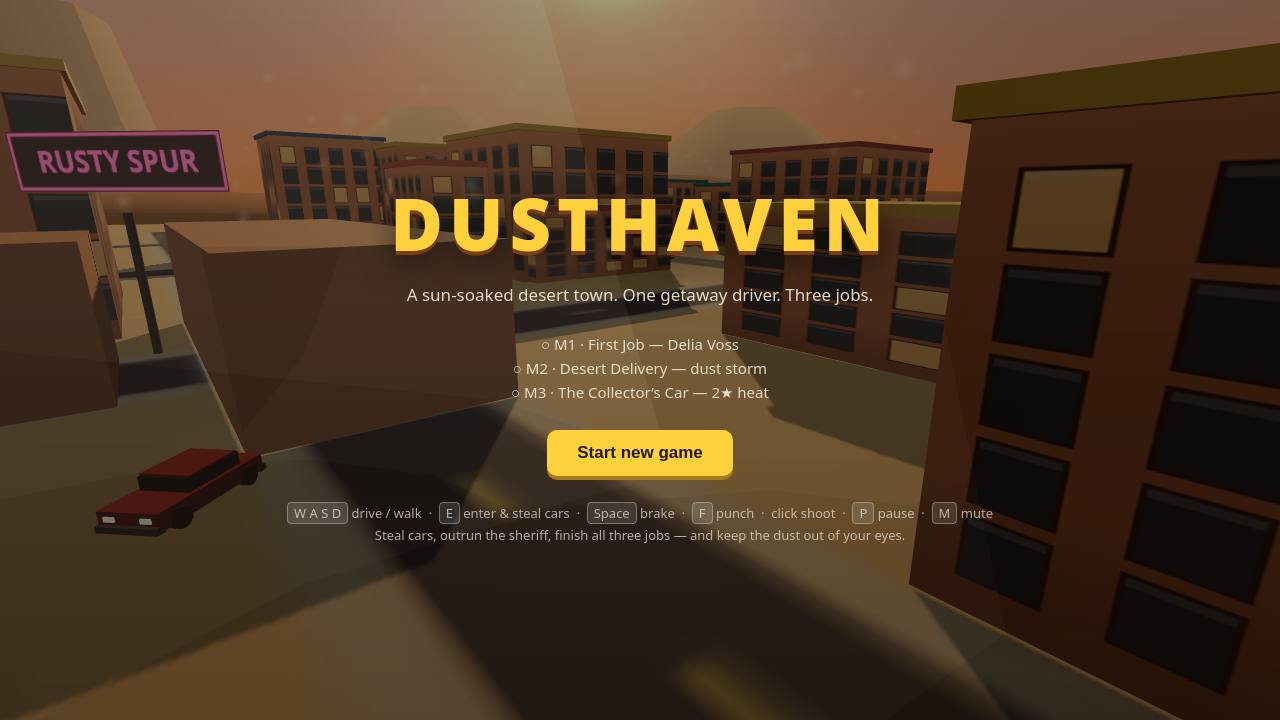 RUSTY SPUR
DUSTHAVEN
A sun-soaked desert town. One getaway driver. Three jobs.
○ M1 · First Job — Delia Voss
○ M2 · Desert Delivery — dust storm
○ M3 · The Collector's Car — 2★ heat
Start new game
W A S D drive / walk · E enter & steal cars · Space brake · F punch · click shoot · P pause · M mute
Steal cars, outrun the sheriff, finish all three jobs — and keep the dust out of your eyes.